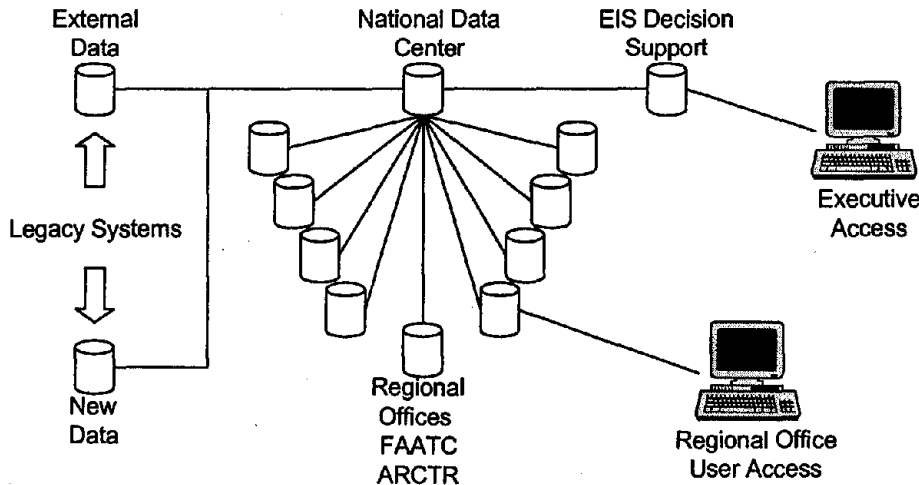 External
Data
National Data
Center
EIS Decision
Support
Executive
Access
Legacy Systems
New
Data
Regional
Offices
FAATC
ARCTR
Regional Office
User Access